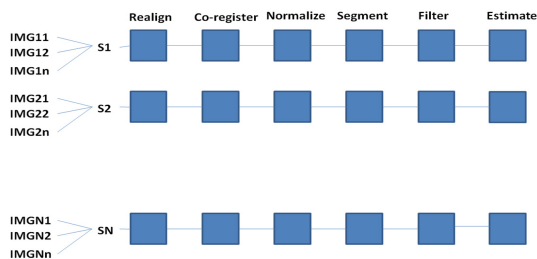 Realign Co-register Normalize Segment Filter Estimate
IMG11
IMG12
IMG1n
S1
IMG21
IMG22
IMG2n
S2
IMGN1
IMGN2
IMGNn
SN